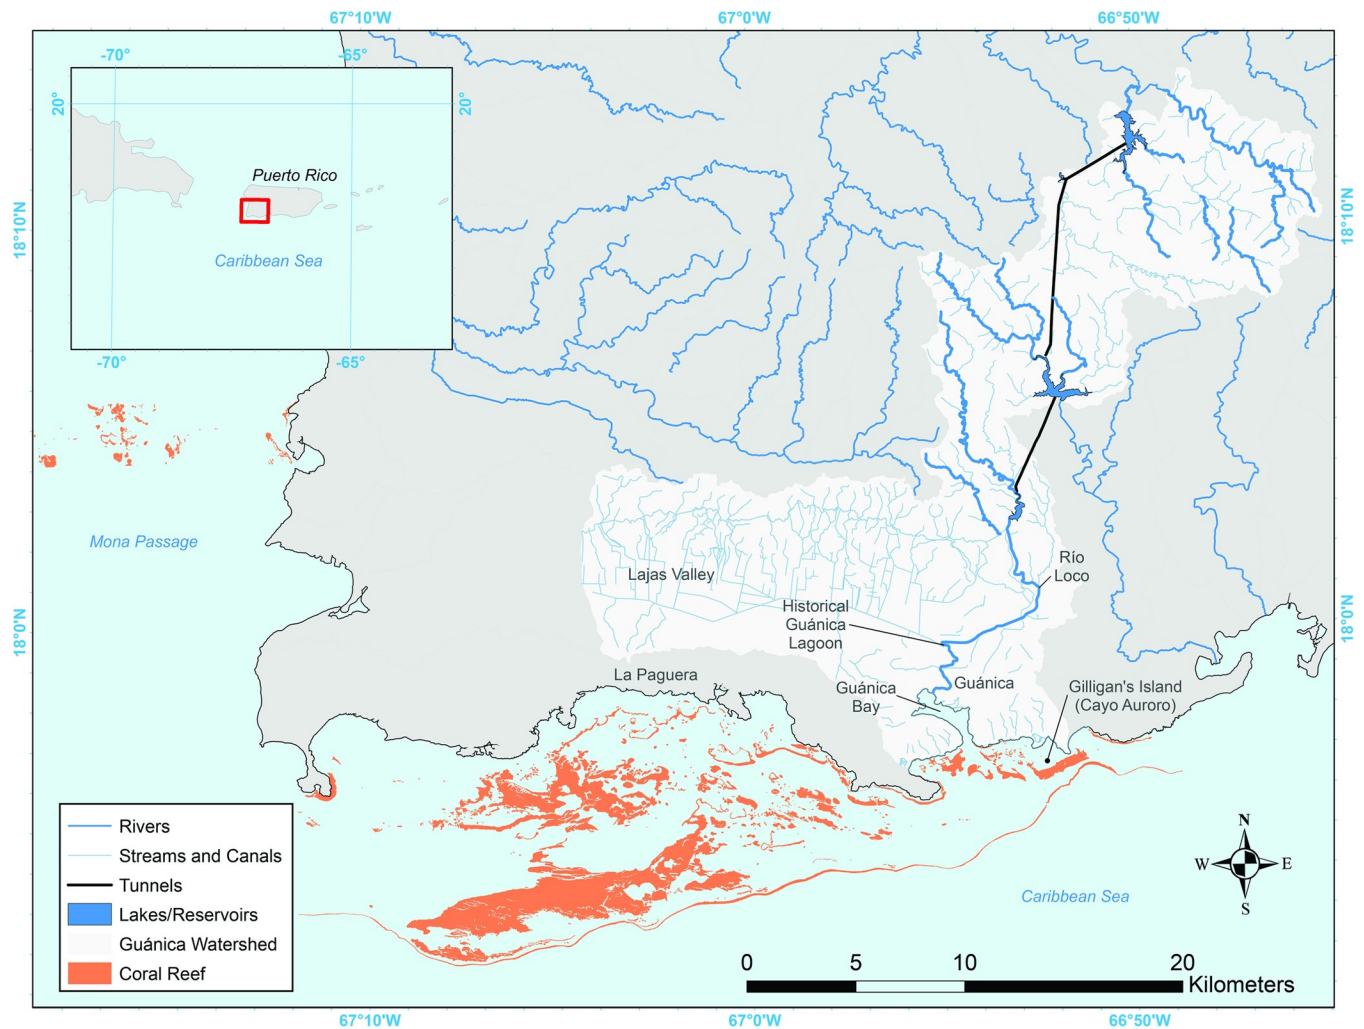 67°10'W
67°0'W
66°50'W
-70°
-65°
20°
20°
Puerto Rico
Caribbean Sea
-70°
-65°
18°10'N
18°10'N
Mona Passage
Lajas Valley
Río
Loco
Historical
Guánica
Lagoon
18°0'N
18°0'N
La Paguera
Guánica
Bay
Guánica
Gilligan's Island
(Cayo Auroro)
Rivers
Streams and Canals
Tunnels
Lakes/Reservoirs
Guánica Watershed
Coral Reef
N
W
E
S
Caribbean Sea
0
5
10
20
Kilometers
67°10'W
67°0'W
66°50'W